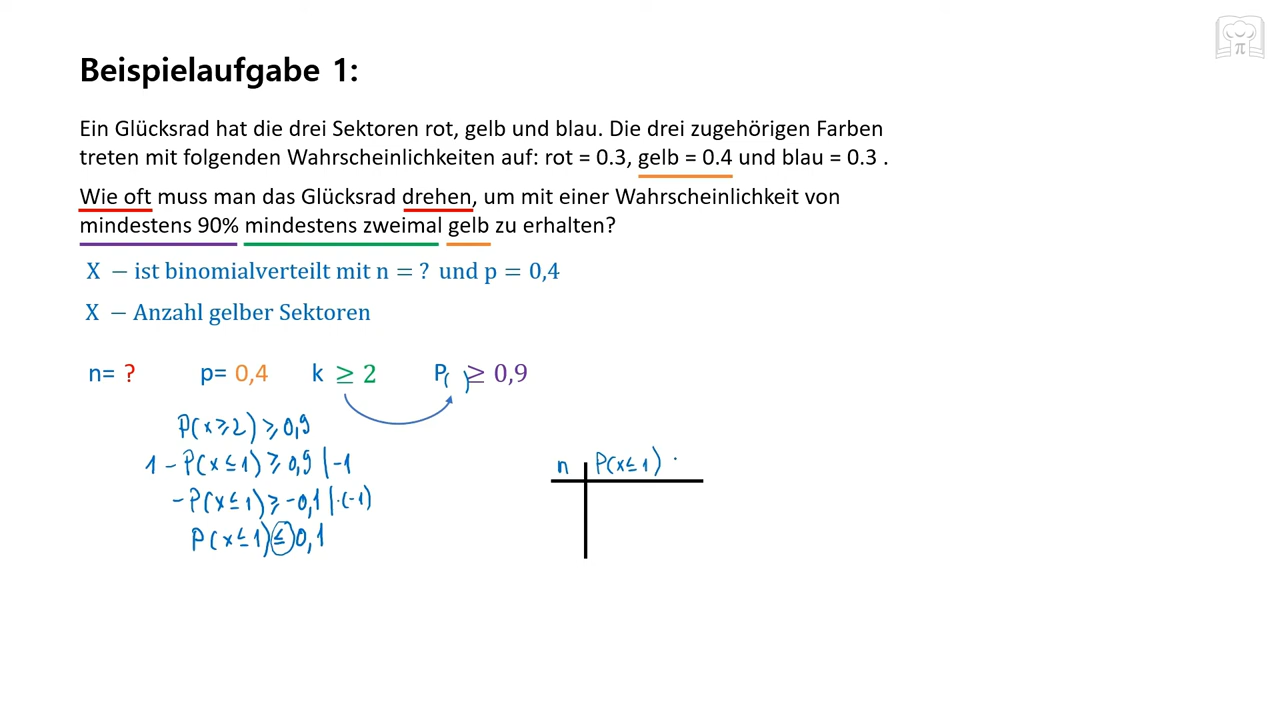 Beispielaufgabe 1:
Ein Glücksrad hat die drei Sektoren rot, gelb und blau. Die drei zugehörigen Farben
treten mit folgenden Wahrscheinlichkeiten auf: rot = 0.3, gelb = 0.4 und blau = 0.3 .
Wie oft muss man das Glücksrad drehen, um mit einer Wahrscheinlichkeit von
mindestens 90% mindestens zweimal gelb zu erhalten?
X – ist binomialverteilt mit n = ? und p = 0,4
X – Anzahl gelber Sektoren
n= ? p= 0,4 k ≥ 2 P( ) ≥ 0,9
P(x≥2) ≥ 0,9
1 - P(x≤1) ≥ 0,9 | -1
-P(x≤1) ≥ -0,1 | ·(-1)
P(x≤1) ≤ 0,1
n P(x≤1)
π